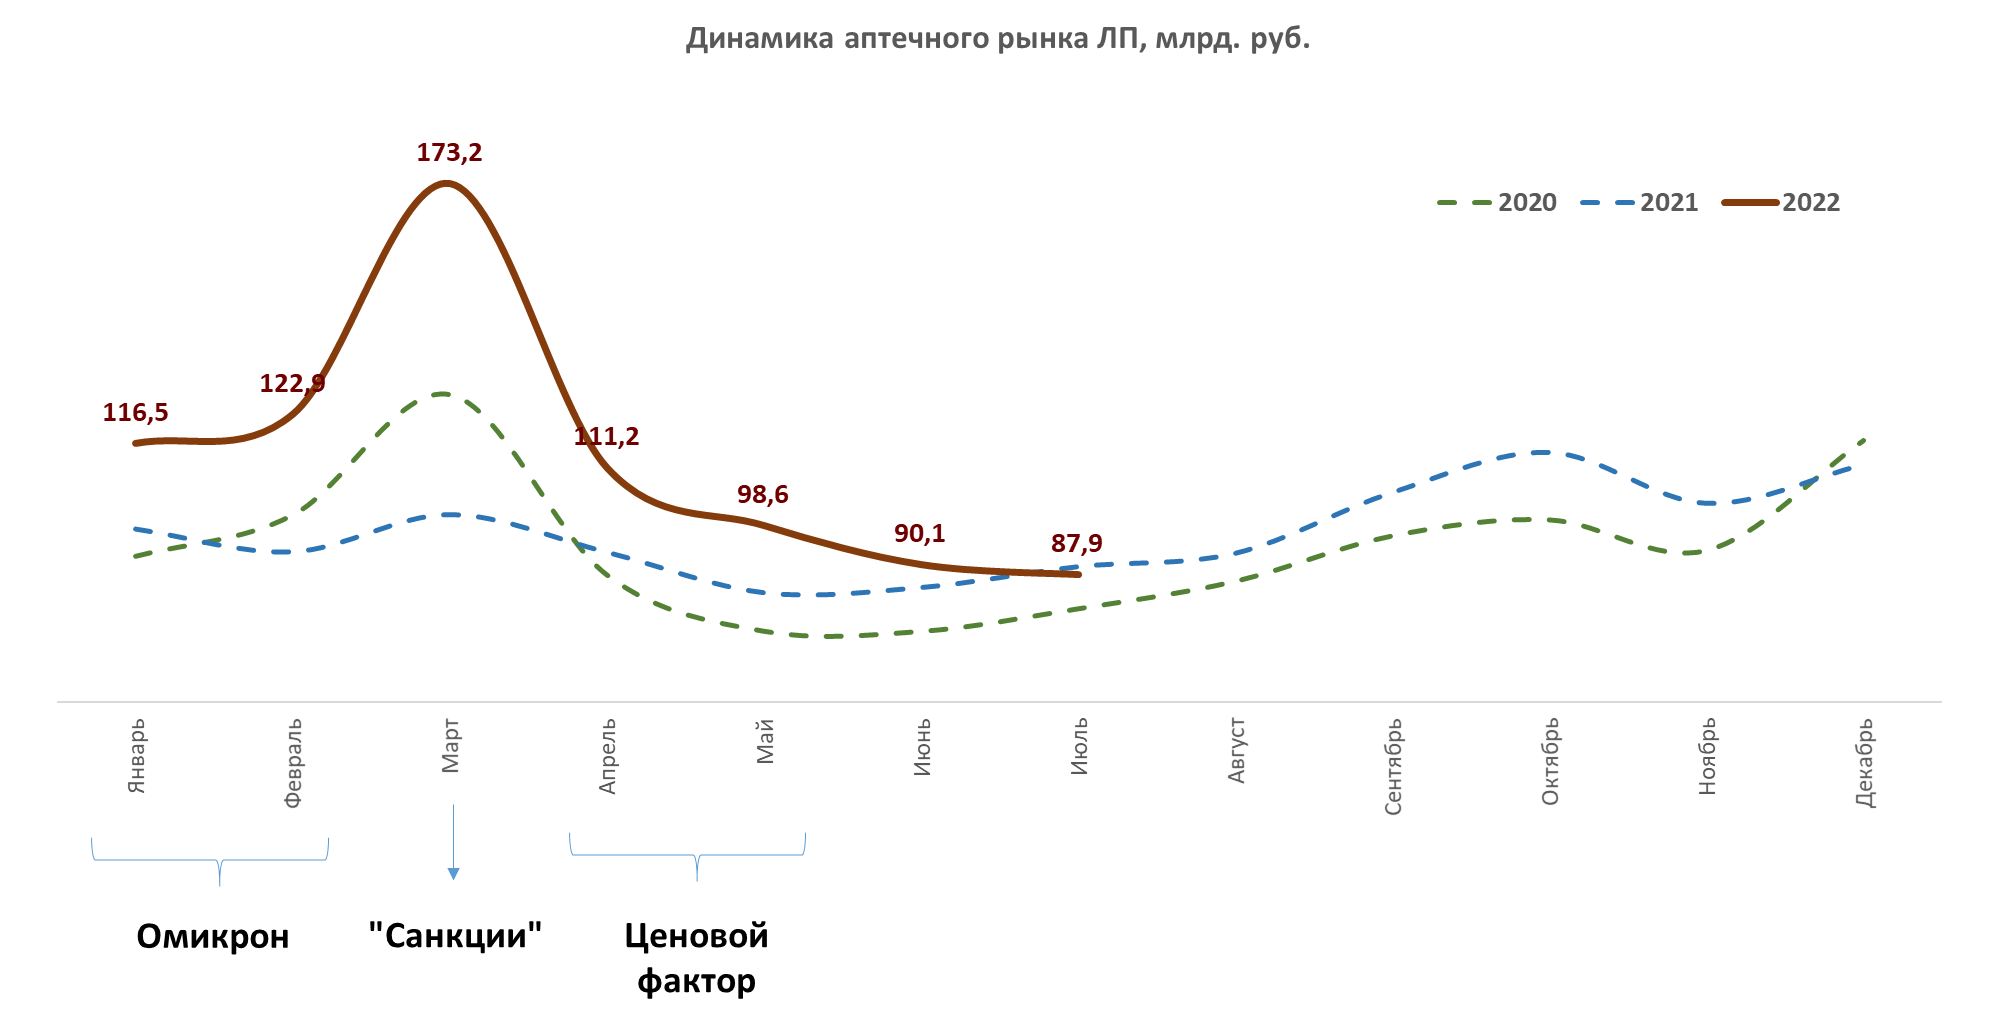 Динамика аптечного рынка ЛП, млрд. руб.
173,2
2020 2021 2022
122,9
116,5
111,2
98,6
90,1
87,9
Январь
Февраль
Март
Апрель
Май
Июнь
Июль
Август
Сентябрь
Октябрь
Ноябрь
Декабрь
Омикрон
"Санкции"
Ценовой
фактор